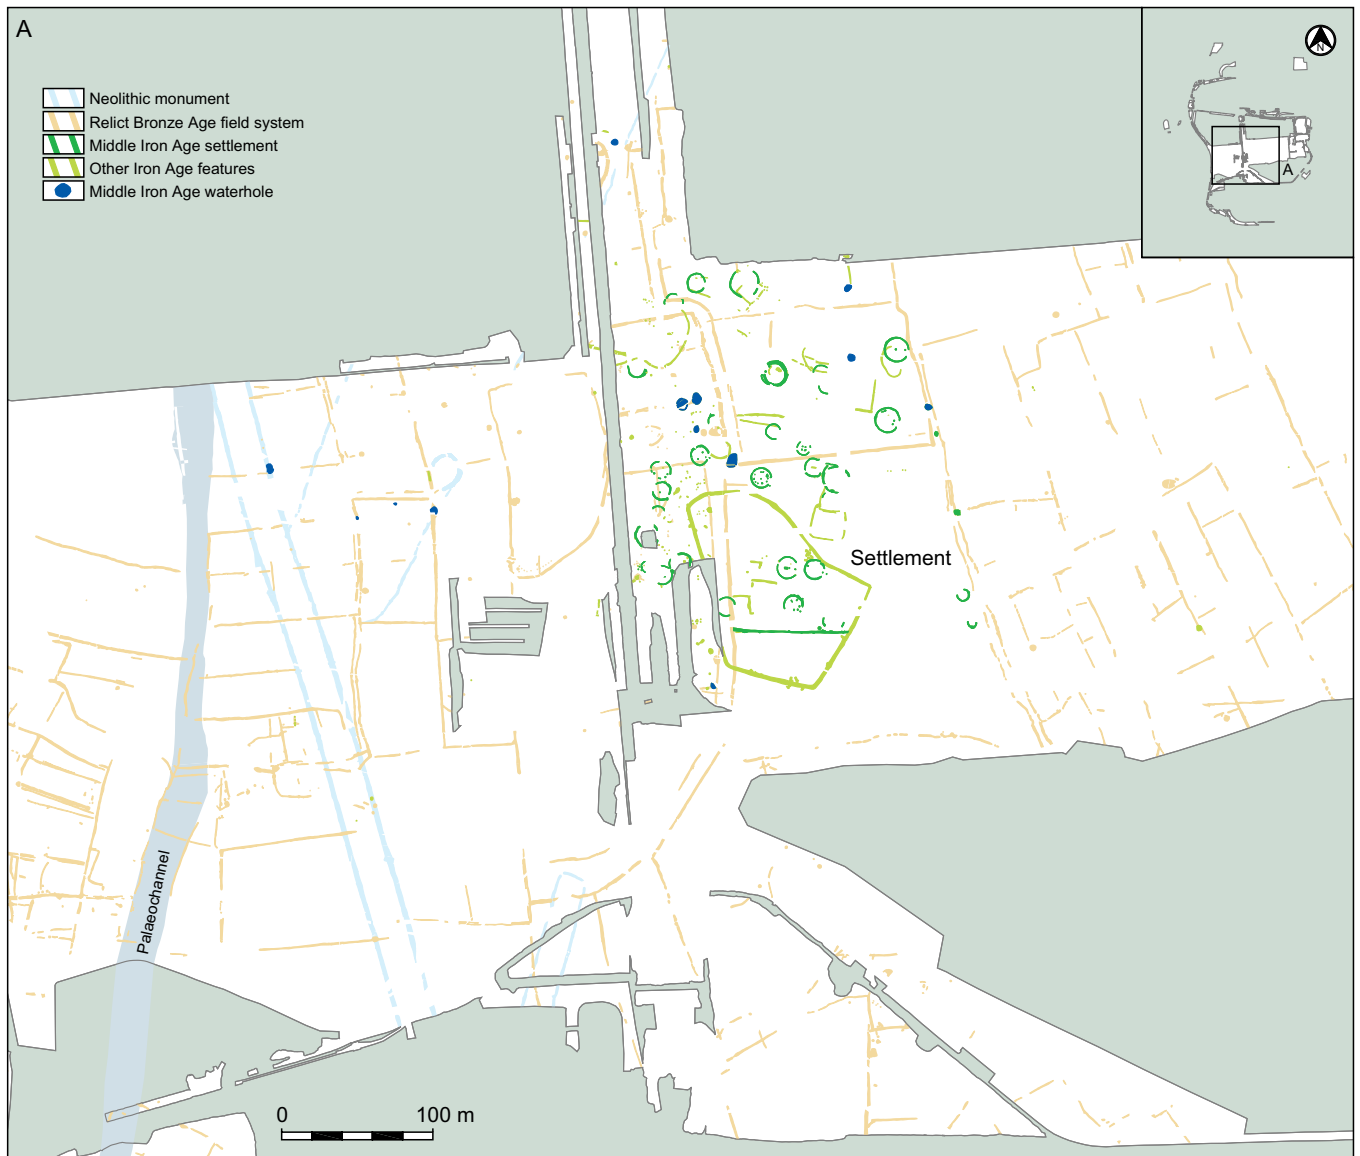 A
N
Neolithic monument
Relict Bronze Age field system
Middle Iron Age settlement
Other Iron Age features
Middle Iron Age waterhole
A
Settlement
Palaeochannel
0 100 m